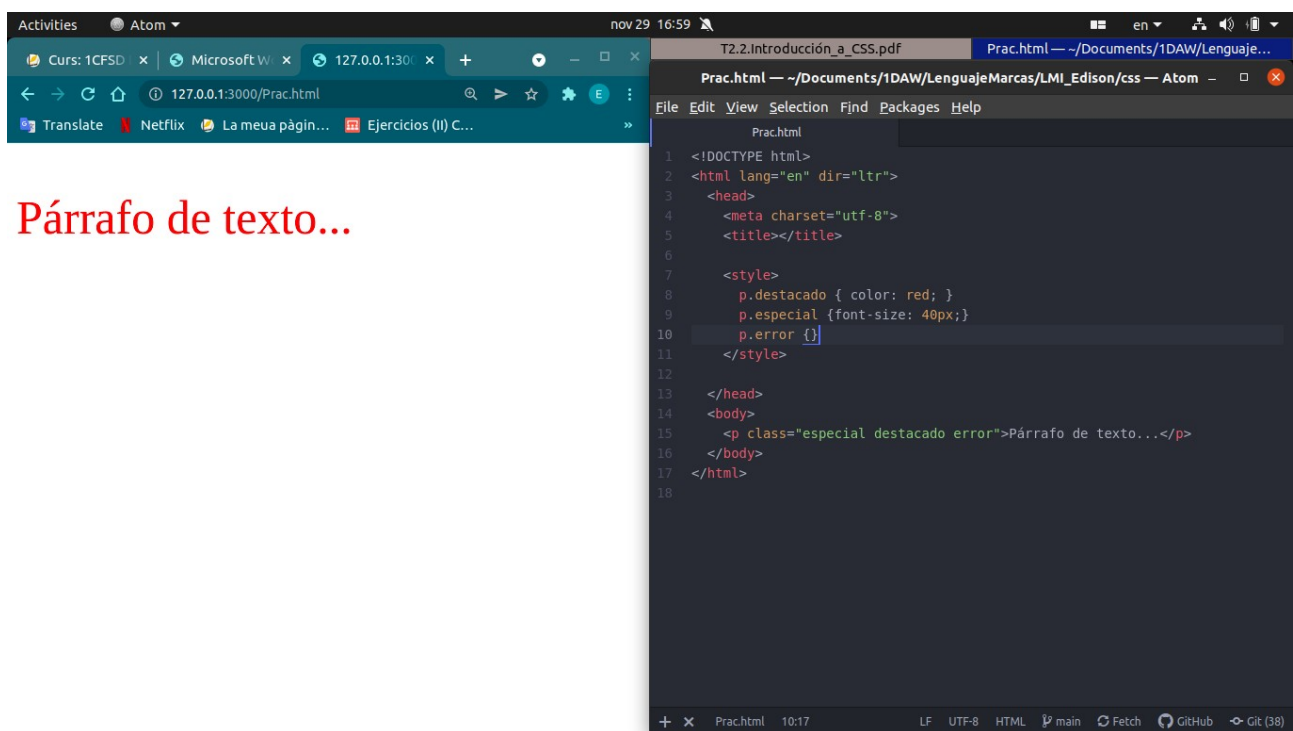 Activities Atom nov 29 16:59 en
Curs: 1CFSD Microsoft W 127.0.0.1:300
127.0.0.1:3000/Prac.html E
Translate Netflix La meua pàgin... Ejercicios (II) C... »
Párrafo de texto...
T2.2.Introducción_a_CSS.pdf Prac.html — ~/Documents/1DAW/Lenguaje...
Prac.html — ~/Documents/1DAW/LenguajeMarcas/LMI_Edison/css — Atom
File Edit View Selection Find Packages Help
Prac.html
1 <!DOCTYPE html>
2 <html lang="en" dir="ltr">
3 <head>
4 <meta charset="utf-8">
5 <title></title>
6
7 <style>
8 p.destacado { color: red; }
9 p.especial {font-size: 40px;}
10 p.error {}
11 </style>
12
13 </head>
14 <body>
15 <p class="especial destacado error">Párrafo de texto...</p>
16 </body>
17 </html>
18
Prac.html 10:17 LF UTF-8 HTML main Fetch GitHub Git (38)